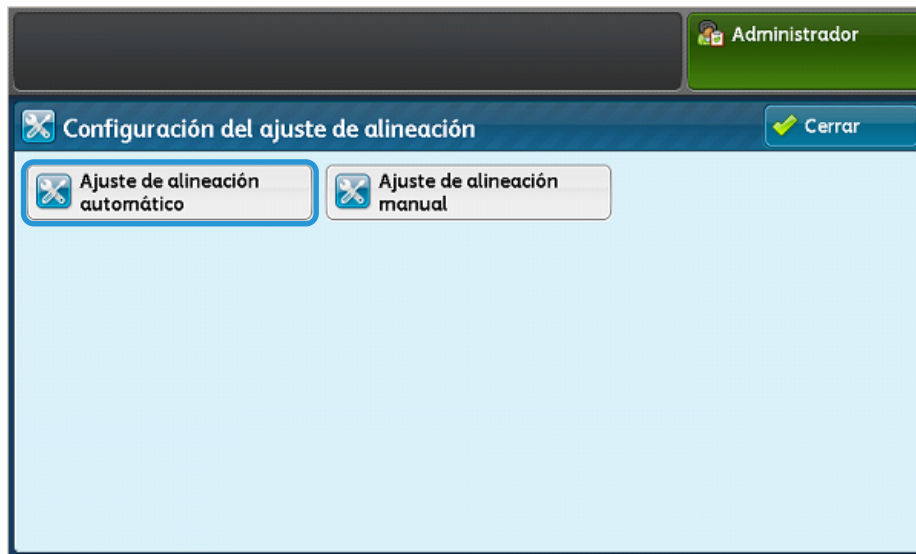 Administrador
Configuración del ajuste de alineación
Cerrar
Ajuste de alineación
automático
Ajuste de alineación
manual